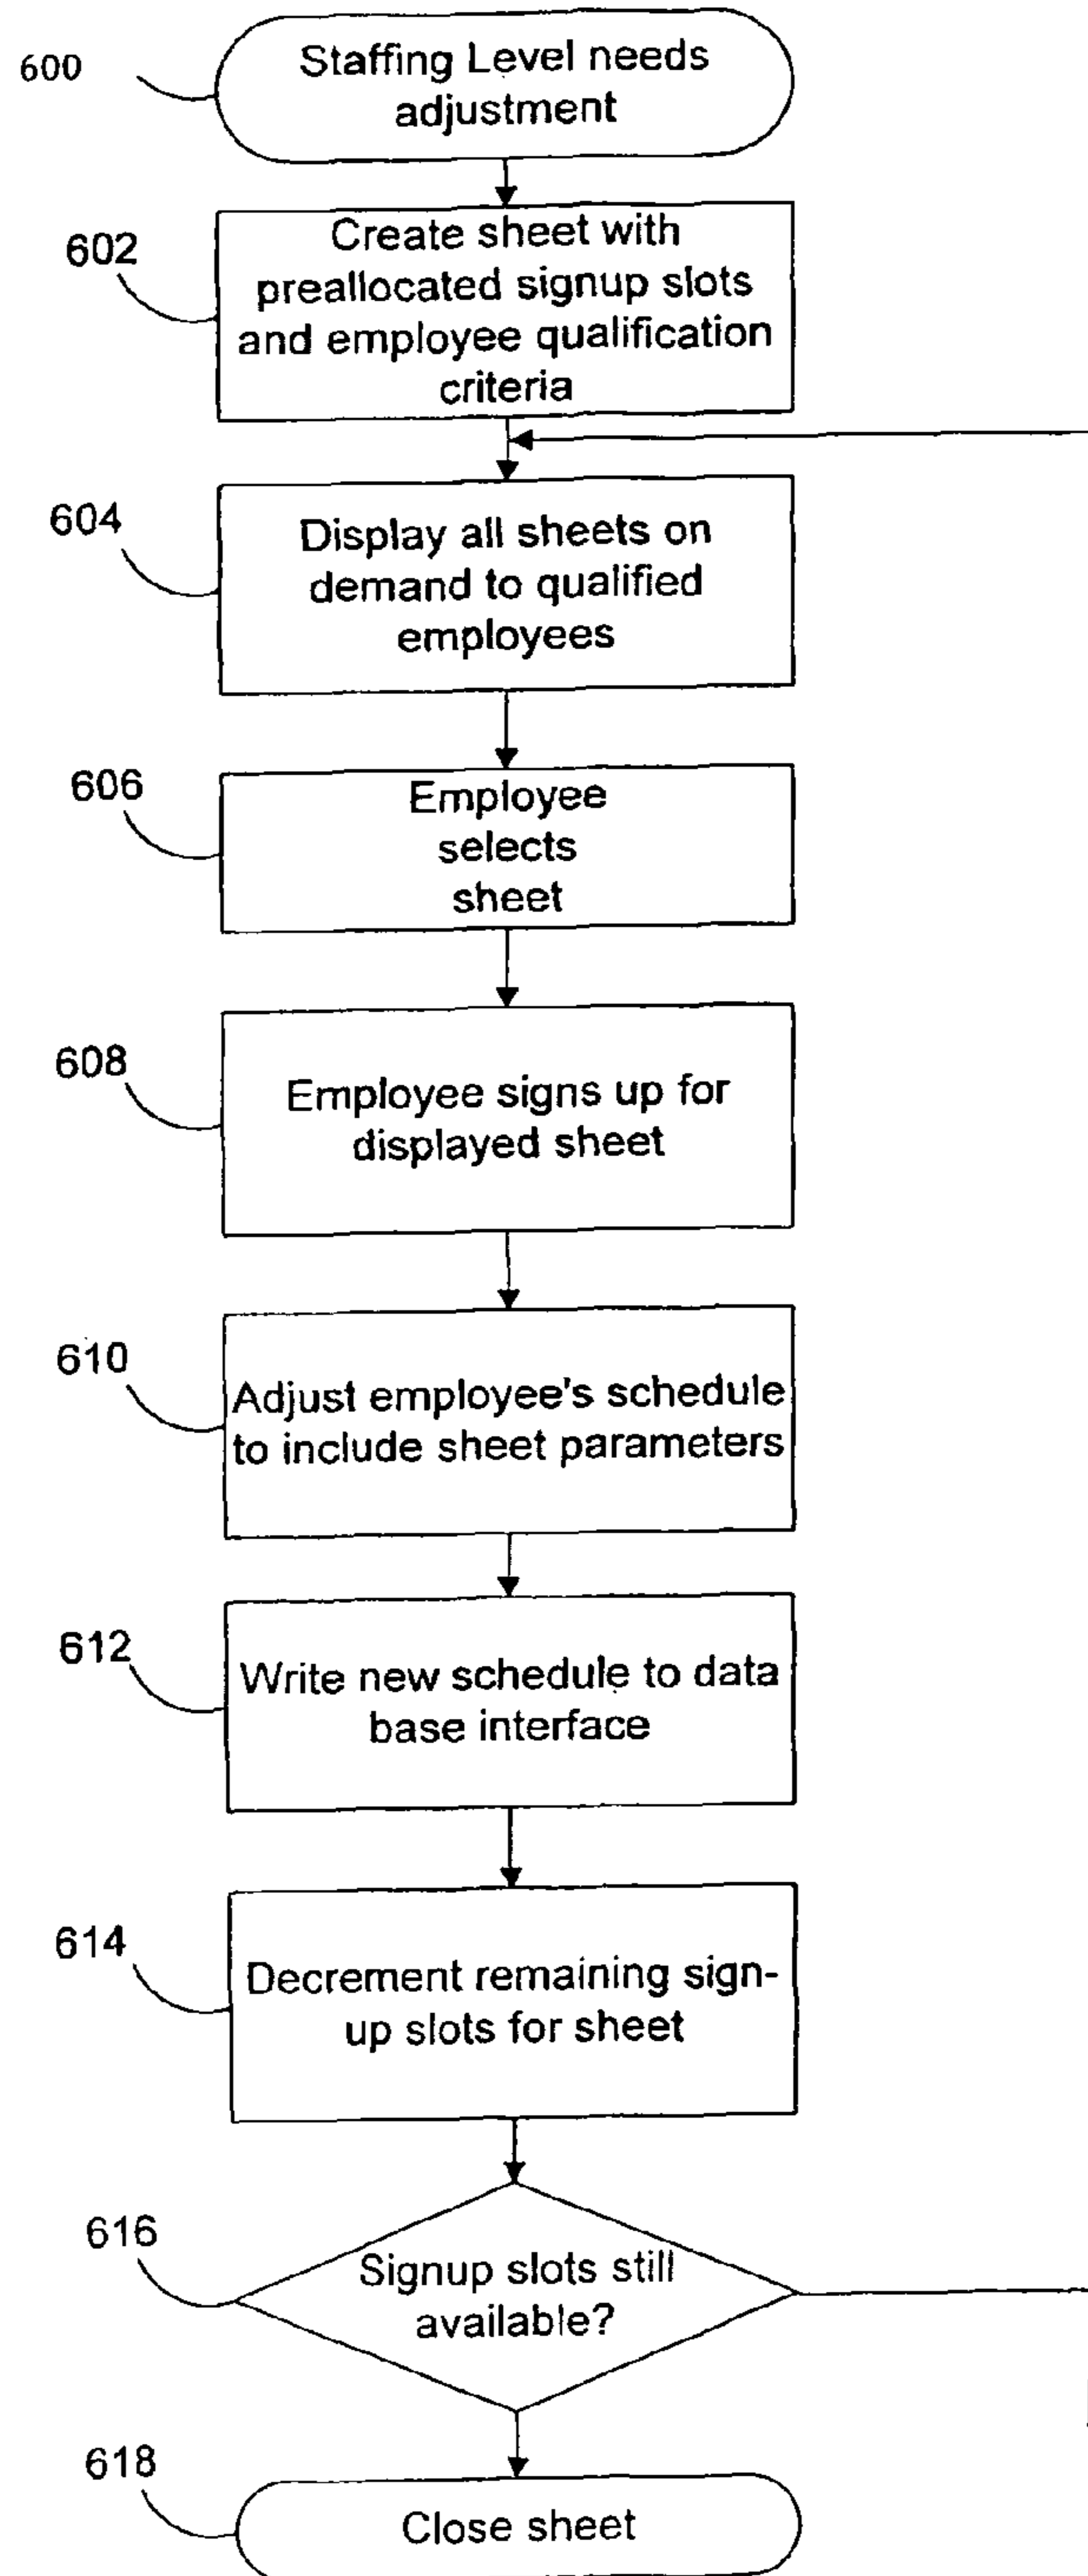 600
Staffing Level needs
adjustment
602
Create sheet with
preallocated signup slots
and employee qualification
criteria
604
Display all sheets on
demand to qualified
employees
606
Employee
selects
sheet
608
Employee signs up for
displayed sheet
610
Adjust employee's schedule
to include sheet parameters
612
Write new schedule to data
base interface
614
Decrement remaining sign-
up slots for sheet
616
Signup slots still
available?
618
Close sheet